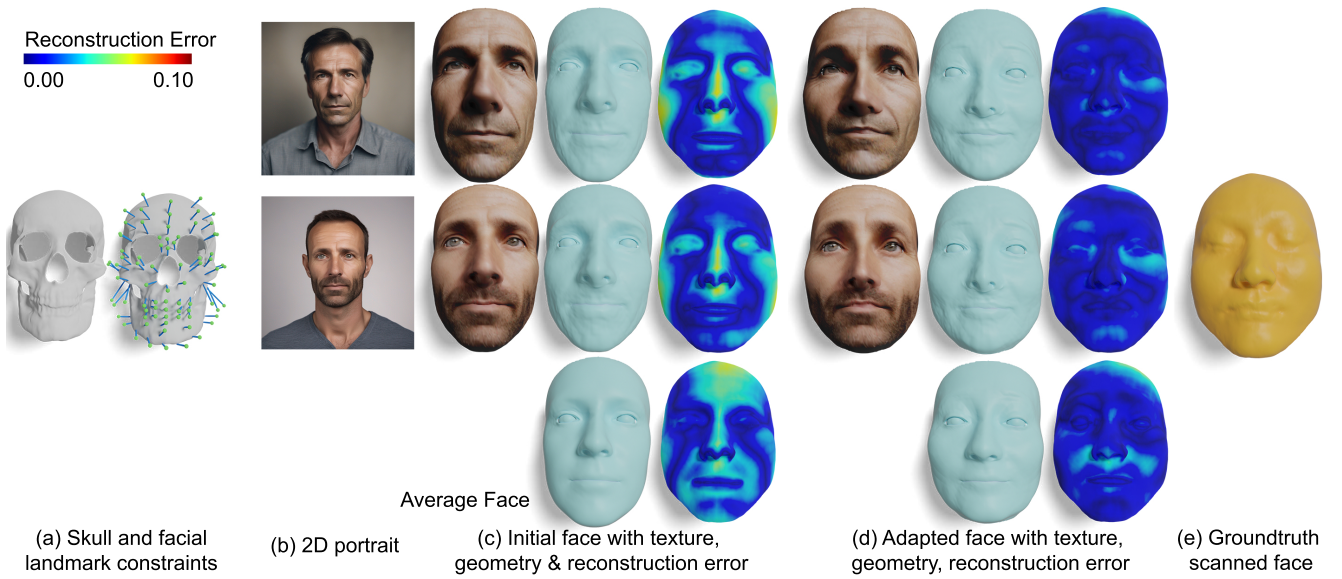 Reconstruction Error
0.00 0.10
Average Face
(a) Skull and facial
landmark constraints
(b) 2D portrait
(c) Initial face with texture,
geometry & reconstruction error
(d) Adapted face with texture,
geometry, reconstruction error
(e) Groundtruth
scanned face